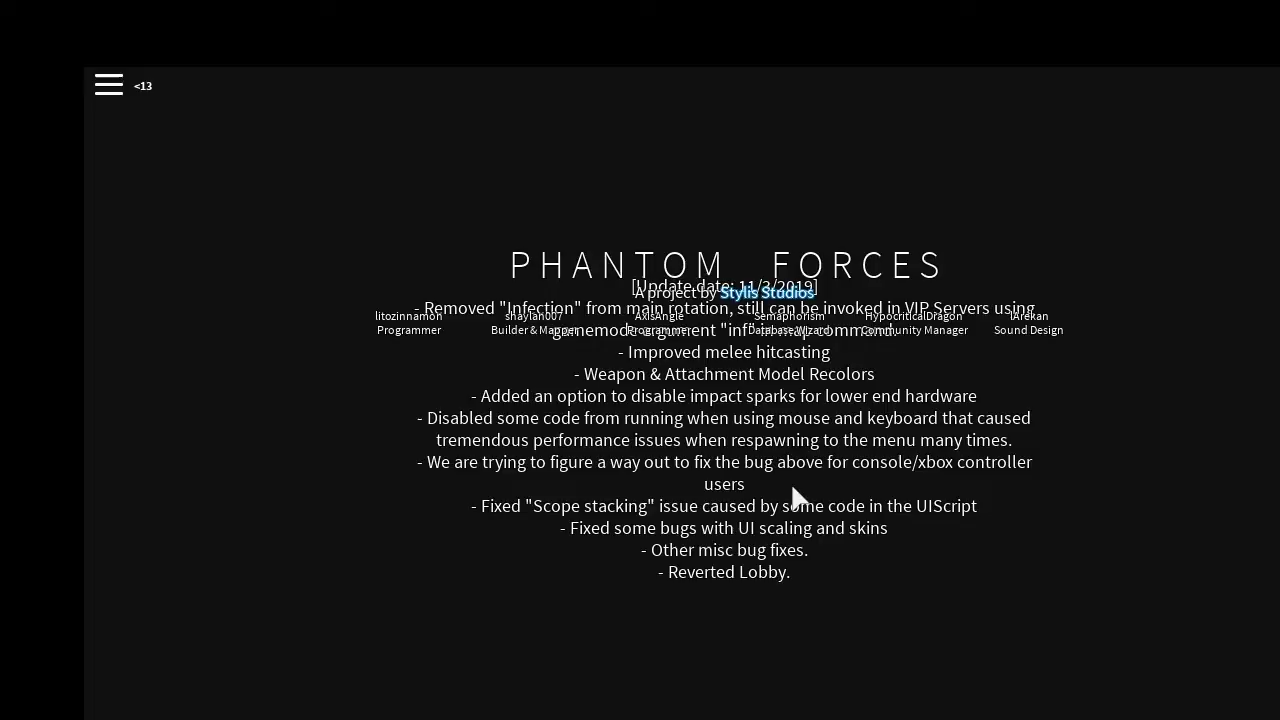 <13
PHANTOM FORCES
[Update date: 11/3/2019]
A project by Stylis Studios
- Removed "Infection" from main rotation, still can be invoked in VIP Servers using
litozinnamon shaylan007 AxisAngle Semaphorism HypocriticalDragon lArekan
Programmer Builder & Manager Programmer Database Wizard Community Manager Sound Design
gamemode argument
- Improved melee hitcasting
- Weapon & Attachment Model Recolors
- Added an option to disable impact sparks for lower end hardware
- Disabled some code from running when using mouse and keyboard that caused
tremendous performance issues when respawning to the menu many times.
- We are trying to figure a way out to fix the bug above for console/xbox controller
users
- Fixed "Scope stacking" issue caused by some code in the UIScript
- Fixed some bugs with UI scaling and skins
- Other misc bug fixes.
- Reverted Lobby.